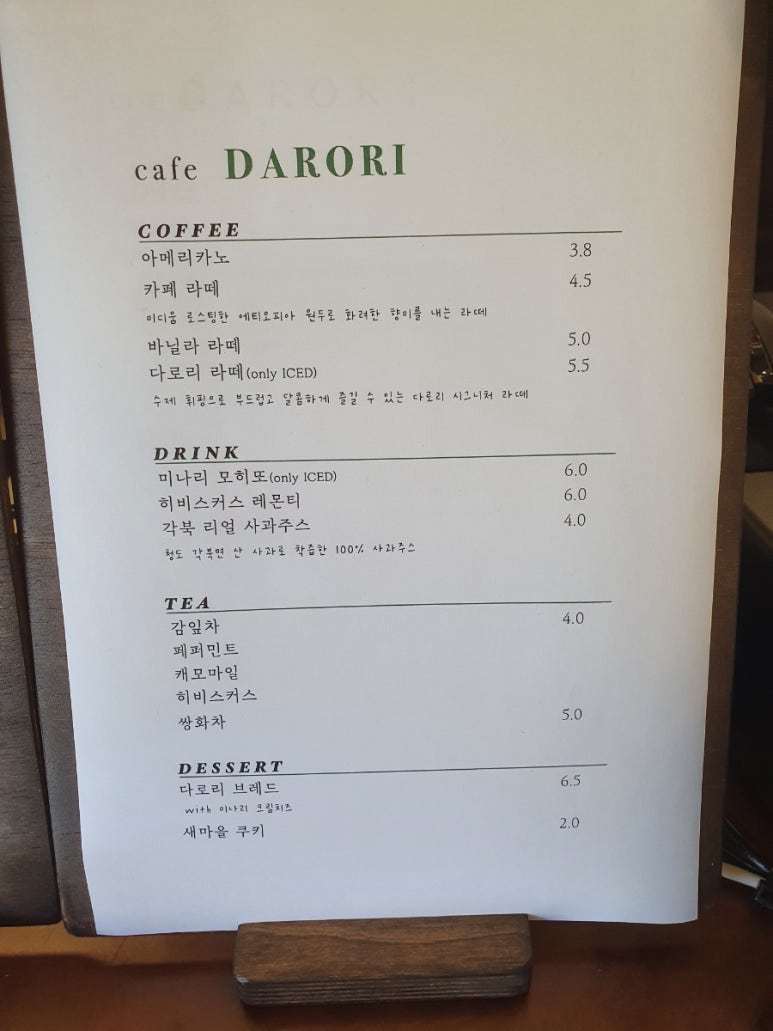 cafe DARORI
COFFEE
아메리카노 3.8
카페 라떼 4.5
미디움 로스팅한 에티오피아 원두로 화려한 향미를 내는 라떼
바닐라 라떼 5.0
다로리 라떼(only ICED) 5.5
수제 휘핑으로 부드럽고 달콤하게 즐길 수 있는 다로리 시그니처 라떼
DRINK
미나리 모히또(only ICED) 6.0
히비스커스 레몬티 6.0
각북 리얼 사과주스 4.0
청도 각북면 산 사과로 착즙한 100% 사과주스
TEA
감잎차 4.0
페퍼민트
캐모마일
히비스커스
쌍화차 5.0
DESSERT
다로리 브레드 6.5
with 미나리 크림치즈
새마을 쿠키 2.0